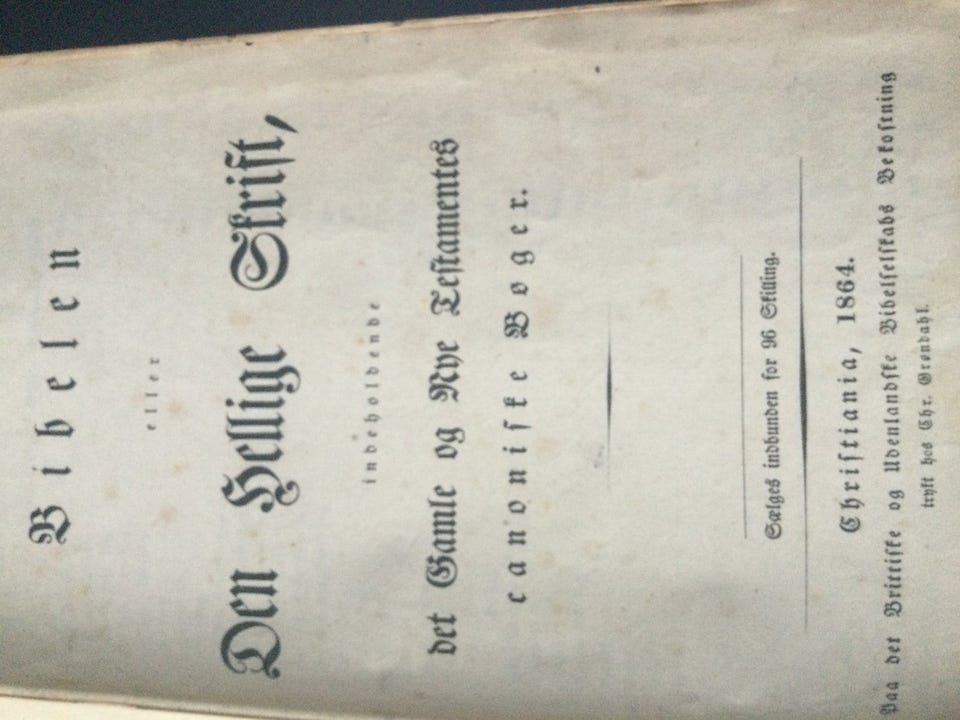 Bibelen
eller
Den Hellige Skrift,
indeholdende
det Gamle og Nye Testamentes
canoniske Bøger.
Sælges indbunden for 96 Skilling.
Christiania, 1864.
Paa det Brittiske og Udenlandske Bibelselskabs Bekostning
trykt hos Chr. Grøndahl.